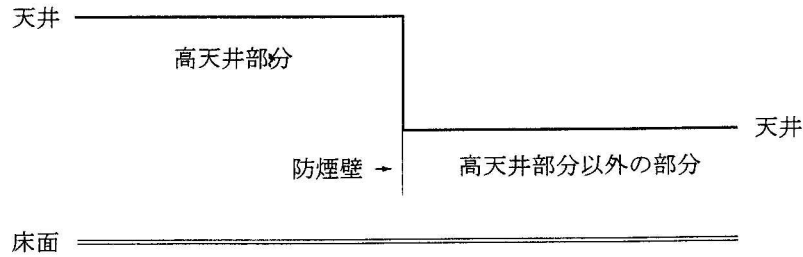 天井
高天井部分
天井
防煙壁→
高天井部分以外の部分
床面